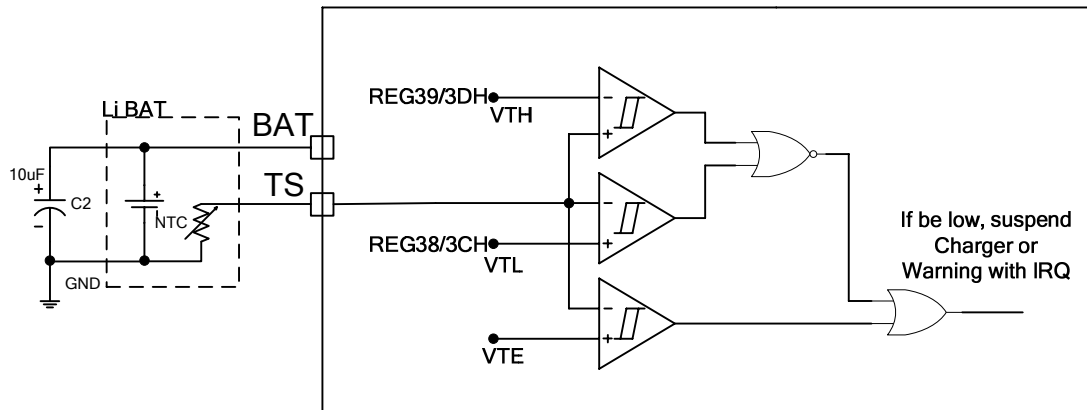 REG39/3DH
VTH
Li BAT
BAT
10uF
+
C2
-
+
NTC
TS
GND
REG38/3CH
VTL
VTE
-
+
-
+
-
+
If be low, suspend
Charger or
Warning with IRQ